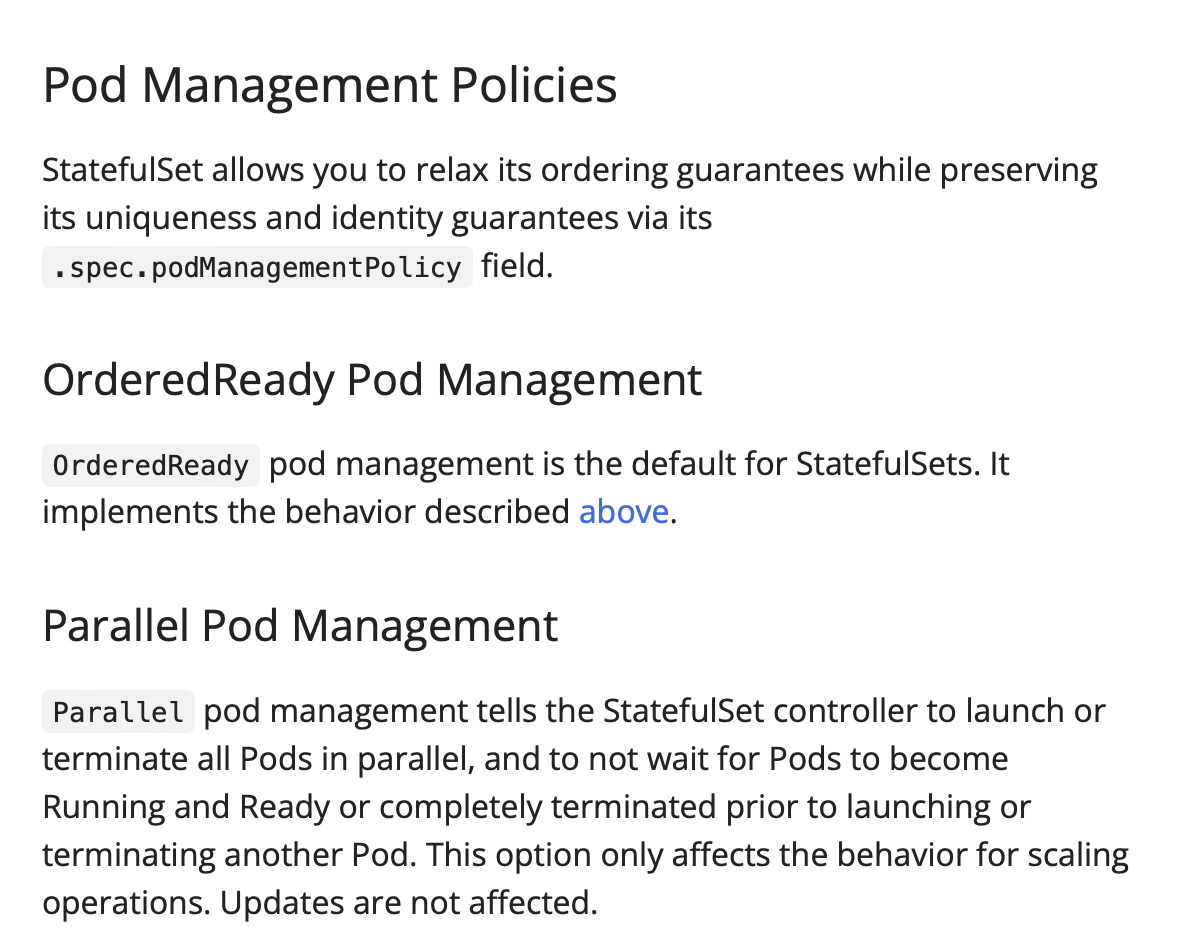 Pod Management Policies
StatefulSet allows you to relax its ordering guarantees while preserving
its uniqueness and identity guarantees via its
.spec.podManagementPolicy field.
OrderedReady Pod Management
OrderedReady pod management is the default for StatefulSets. It
implements the behavior described above.
Parallel Pod Management
Parallel pod management tells the StatefulSet controller to launch or
terminate all Pods in parallel, and to not wait for Pods to become
Running and Ready or completely terminated prior to launching or
terminating another Pod. This option only affects the behavior for scaling
operations. Updates are not affected.